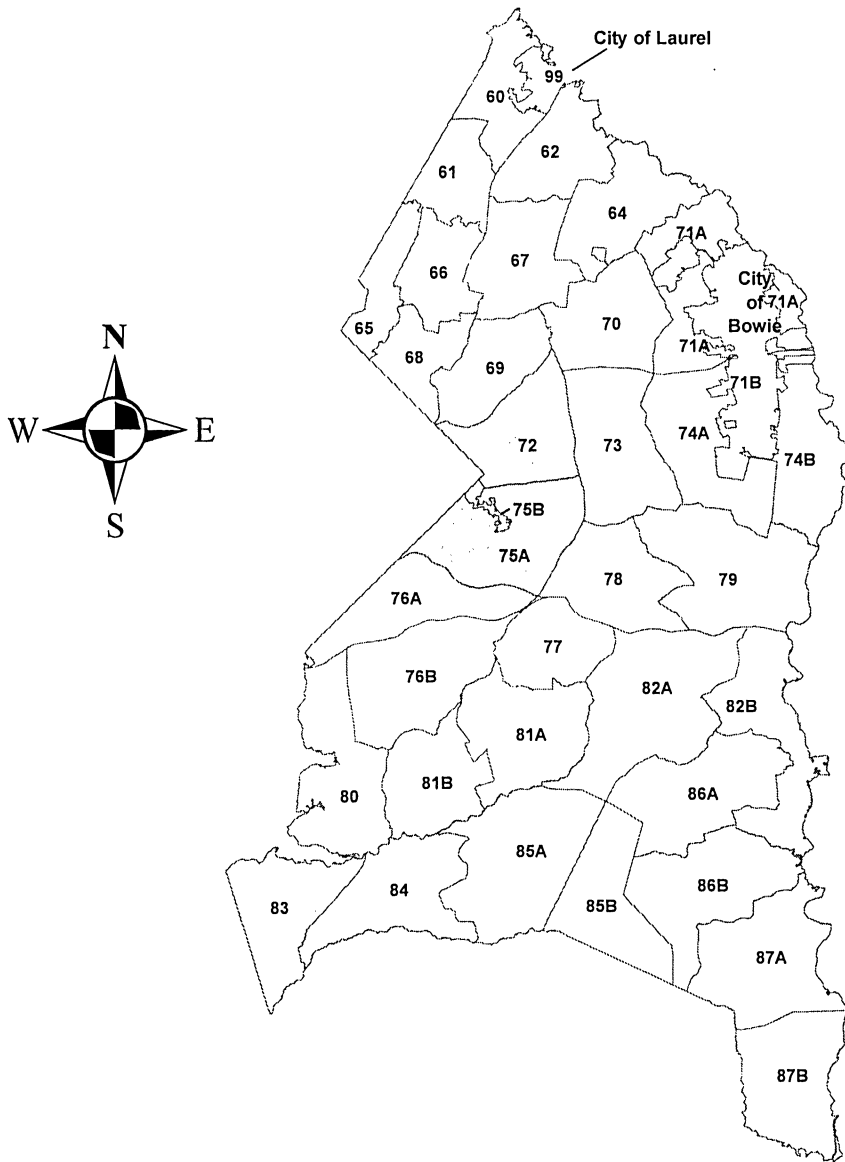 City of Laurel
99
60
62
61
64
71A
66
67
City
of 71A
Bowie
65
70
68
71A
69
N
W E
S
71B
74A
72
73
74B
75B
75A
78
79
76A
77
76B
82A
82B
81A
81B
80
86A
85A
86B
84
83
85B
87A
87B